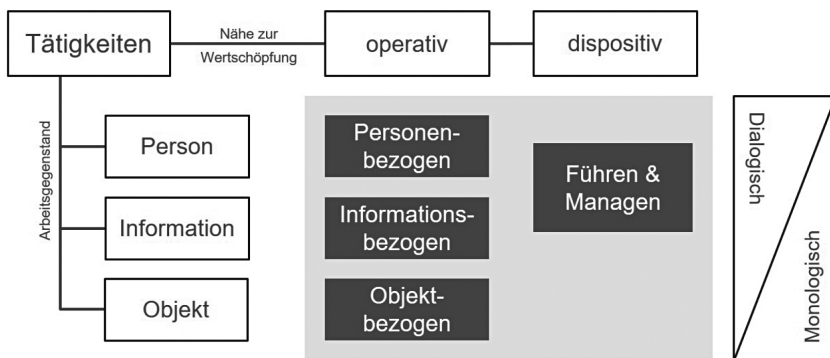 Tätigkeiten
Nähe zur
Wertschöpfung
operativ
dispositiv
Arbeitsgegenstand
Person
Information
Objekt
Personen-
bezogen
Informations-
bezogen
Objekt-
bezogen
Führen &
Managen
Dialogisch
Monologisch